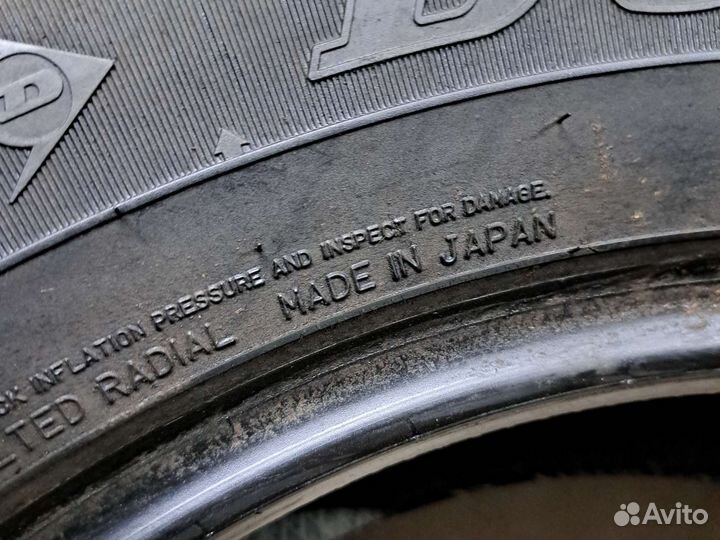 INFLATION PRESSURE AND INSPECT FOR DAMAGE.
RADIAL MADE IN JAPAN
Avito